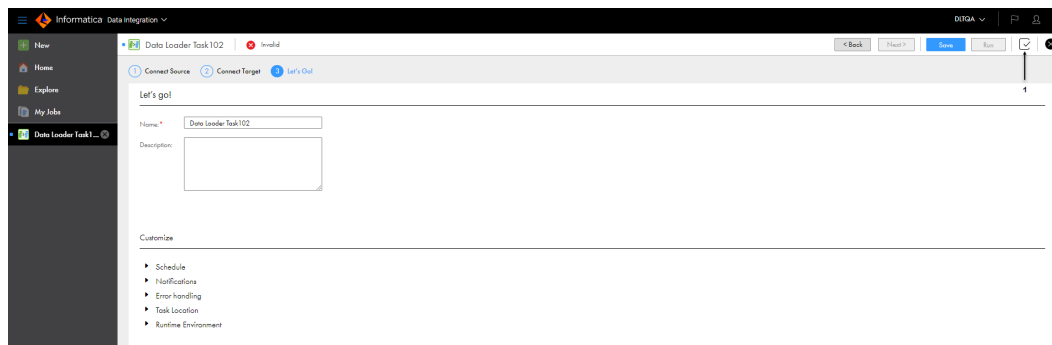 Informatica Data Integration
DLTQA
New
Data Loader Task102
Invalid
< Back
Next >
Save
Run
Home
1 Connect Source 2 Connect Target 3 Let's Go!
1
Explore
Let's go!
My Jobs
Name:* Data Loader Task102
Data Loader Task1...
Description:
Customize
Schedule
Notifications
Error handling
Task Location
Runtime Environment